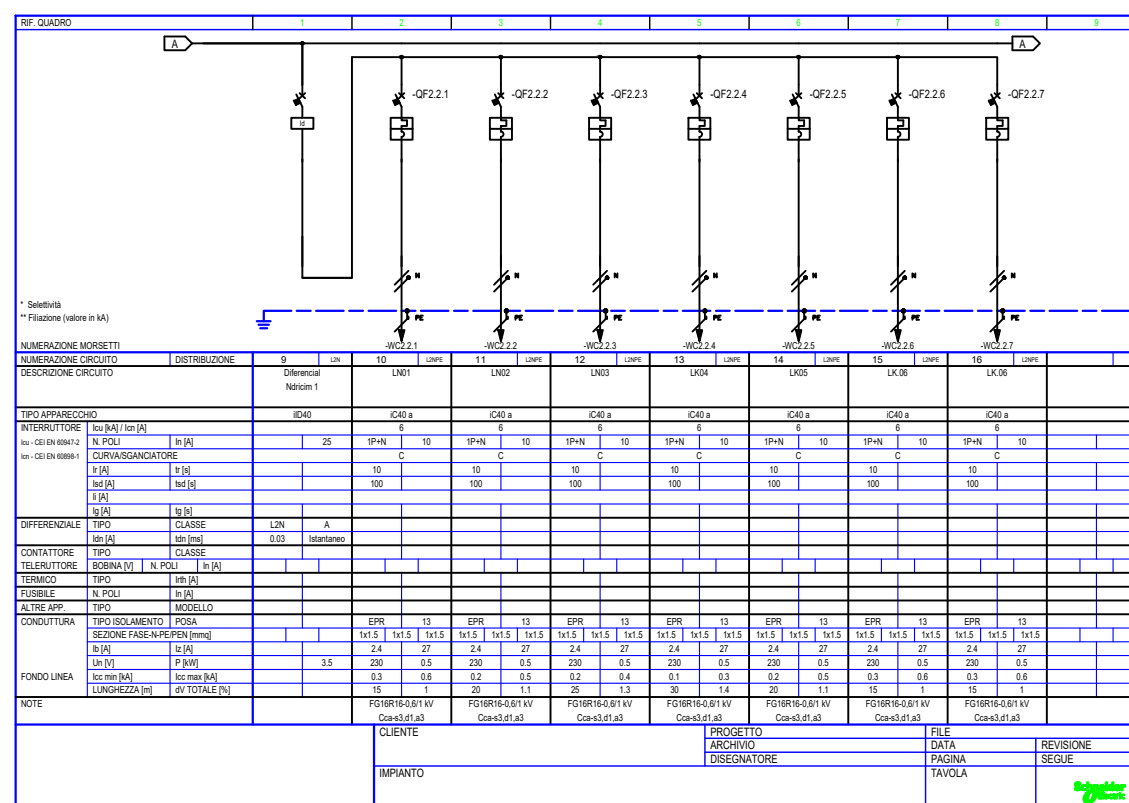 RIF. QUADRO 1 2 3 4 5 6 7 8 9
A A
-QF2.2.1 -QF2.2.2 -QF2.2.3 -QF2.2.4 -QF2.2.5 -QF2.2.6 -QF2.2.7
Id
N N N N N N N
* Selettività
** Filiazione (valore in kA)
PE PE PE PE PE PE PE
NUMERAZIONE MORSETTI -WC2.2.1 -WC2.2.2 -WC2.2.3 -WC2.2.4 -WC2.2.5 -WC2.2.6 -WC2.2.7
NUMERAZIONE CIRCUITO DISTRIBUZIONE 9 L2N 10 L2NPE 11 L2NPE 12 L2NPE 13 L2NPE 14 L2NPE 15 L2NPE 16 L2NPE
DESCRIZIONE CIRCUITO Diferencial LN01 LN02 LN03 LK04 LK05 LK.06 LK.06
Ndricim 1
TIPO APPARECCHIO iID40 iC40 a iC40 a iC40 a iC40 a iC40 a iC40 a iC40 a
INTERRUTTORE Icu [kA] / Icn [A] 6 6 6 6 6 6 6
Icu - CEI EN 60947-2 N. POLI In [A] 25 1P+N 10 1P+N 10 1P+N 10 1P+N 10 1P+N 10 1P+N 10 1P+N 10
Icn - CEI EN 60898-1 CURVA/SGANCIATORE C C C C C C C
Ir [A] tr [s] 10 10 10 10 10 10 10
Isd [A] tsd [s] 100 100 100 100 100 100 100
Ii [A]
Ig [A] tg [s]
DIFFERENZIALE TIPO CLASSE L2N A
Idn [A] tdn [ms] 0.03 Istantaneo
CONTATTORE TIPO CLASSE
TELERUTTORE BOBINA [V] N. POLI In [A]
TERMICO TIPO Irth [A]
FUSIBILE N. POLI In [A]
ALTRE APP. TIPO MODELLO
CONDUTTURA TIPO ISOLAMENTO POSA EPR 13 EPR 13 EPR 13 EPR 13 EPR 13 EPR 13 EPR 13
SEZIONE FASE-N-PE/PEN [mmq] 1x1.5 1x1.5 1x1.5 1x1.5 1x1.5 1x1.5 1x1.5 1x1.5 1x1.5 1x1.5 1x1.5 1x1.5 1x1.5 1x1.5 1x1.5 1x1.5 1x1.5 1x1.5 1x1.5 1x1.5 1x1.5
Ib [A] Iz [A] 2.4 27 2.4 27 2.4 27 2.4 27 2.4 27 2.4 27 2.4 27
Un [V] P [kW] 3.5 230 0.5 230 0.5 230 0.5 230 0.5 230 0.5 230 0.5 230 0.5
FONDO LINEA Icc min [kA] Icc max [kA] 0.3 0.6 0.2 0.5 0.2 0.4 0.1 0.3 0.2 0.5 0.3 0.6 0.3 0.6
LUNGHEZZA [m] dV TOTALE [%] 15 1 20 1.1 25 1.3 30 1.4 20 1.1 15 1 15 1
NOTE FG16R16-0,6/1 kV FG16R16-0,6/1 kV FG16R16-0,6/1 kV FG16R16-0,6/1 kV FG16R16-0,6/1 kV FG16R16-0,6/1 kV FG16R16-0,6/1 kV
Cca-s3,d1,a3 Cca-s3,d1,a3 Cca-s3,d1,a3 Cca-s3,d1,a3 Cca-s3,d1,a3 Cca-s3,d1,a3 Cca-s3,d1,a3
CLIENTE PROGETTO FILE
ARCHIVIO DATA REVISIONE
DISEGNATORE PAGINA SEGUE
IMPIANTO TAVOLA
Schneider
Electric